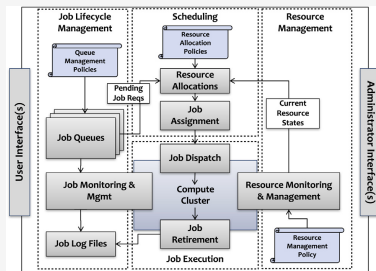 Job Lifecycle
Management
Scheduling
Resource
Management
Queue
Management
Policies
Resource
Allocation
Policies
Pending
Job Reqs
Resource
Allocations
Current
Resource
States
Job Queues
Job
Assignment
Job Dispatch
Job Monitoring &
Mgmt
Compute
Cluster
Resource Monitoring
& Management
Job Log Files
Job
Retirement
Resource
Management
Policy
Job Execution
User Interface(s)
Administrator Interface(s)